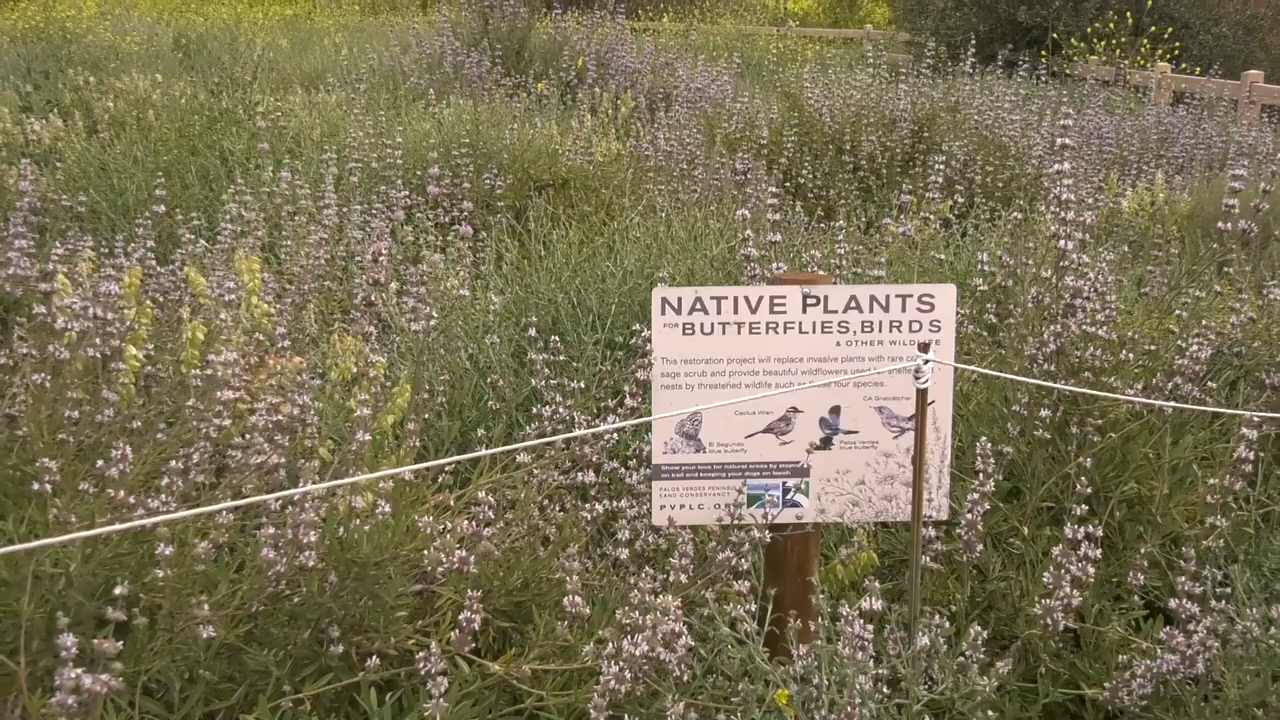 NATIVE PLANTS
FOR BUTTERFLIES, BIRDS
& OTHER WILDLIFE
This restoration project will replace invasive plants with rare
sage scrub and provide beautiful wildflowers used for
nests by threatened wildlife such as these four species.
CA Gnatcatcher
Cactus Wren
El Segundo
blue butterfly
Palos Verdes
blue butterfly
Show your love for natural areas by staying
on trail and keeping your dogs on leash.
PALOS VERDES PENINSUL
LAND CONSERVANCY
PVPLC.OR